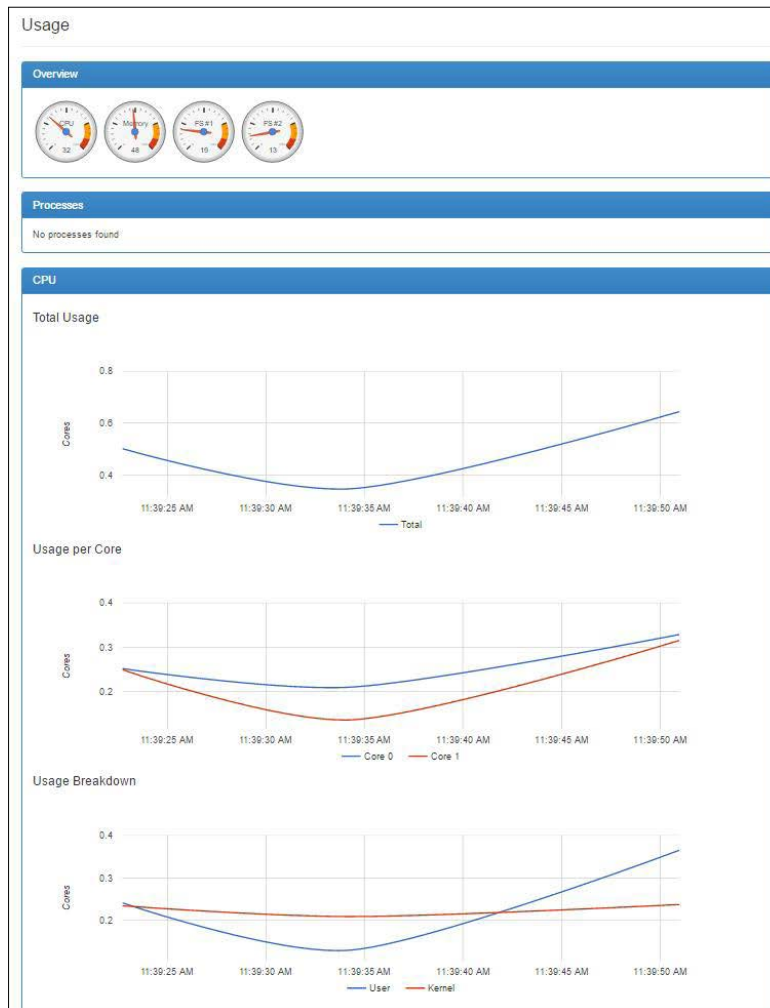 Usage
Overview
CPU Memory FS #1 FS #2
32 48 16 13
Processes
No processes found
CPU
Total Usage
0.8
0.6
0.4
Cores
11:39:25 AM 11:39:30 AM 11:39:35 AM 11:39:40 AM 11:39:45 AM 11:39:50 AM
Total
Usage per Core
0.4
0.3
0.2
Cores
11:39:25 AM 11:39:30 AM 11:39:35 AM 11:39:40 AM 11:39:45 AM 11:39:50 AM
Core 0 Core 1
Usage Breakdown
0.4
0.3
0.2
Cores
11:39:25 AM 11:39:30 AM 11:39:35 AM 11:39:40 AM 11:39:45 AM 11:39:50 AM
User Kernel